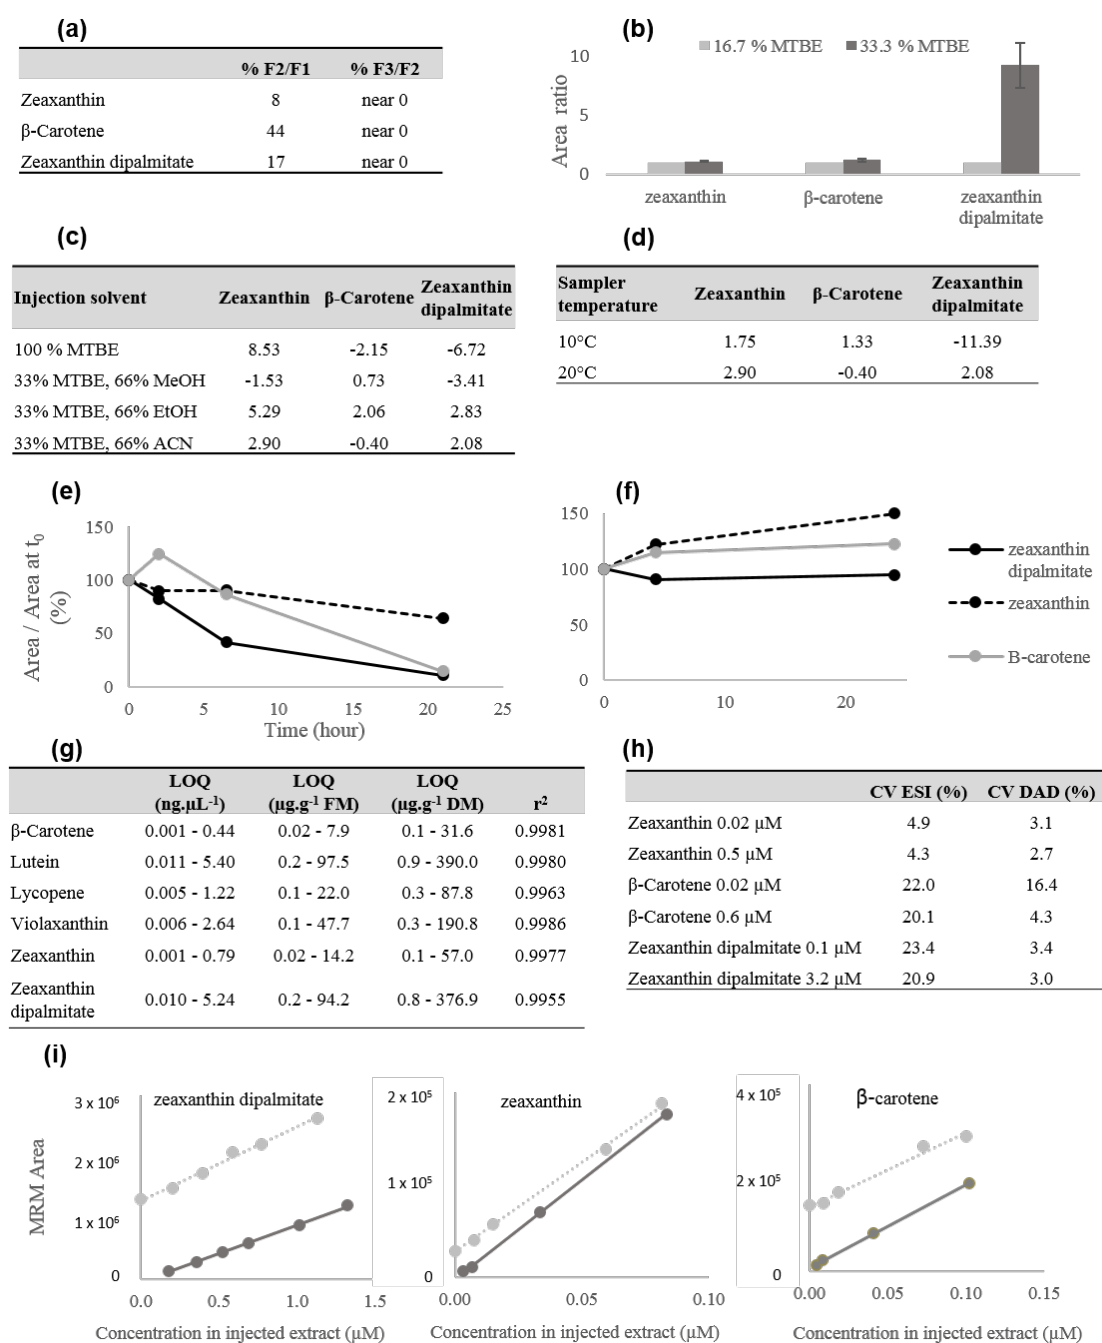 (a)
% F2/F1 % F3/F2
Zeaxanthin 8 near 0
β-Carotene 44 near 0
Zeaxanthin dipalmitate 17 near 0
(b)
16.7 % MTBE 33.3 % MTBE
Area ratio
10
5
0
zeaxanthin β-carotene zeaxanthin
dipalmitate
(c)
Injection solvent Zeaxanthin β-Carotene Zeaxanthin
dipalmitate
100 % MTBE 8.53 -2.15 -6.72
33% MTBE, 66% MeOH -1.53 0.73 -3.41
33% MTBE, 66% EtOH 5.29 2.06 2.83
33% MTBE, 66% ACN 2.90 -0.40 2.08
(d)
Sampler
temperature Zeaxanthin β-Carotene Zeaxanthin
dipalmitate
10°C 1.75 1.33 -11.39
20°C 2.90 -0.40 2.08
(e)
Area / Area at t0
(%)
150
100
50
0
0 5 10 15 20 25
Time (hour)
(f)
150
100
50
0
0 10 20
zeaxanthin
dipalmitate
zeaxanthin
B-carotene
(g)
LOQ LOQ LOQ
(ng.µL-1) (µg.g-1 FM) (µg.g-1 DM) r2
β-Carotene 0.001 - 0.44 0.02 - 7.9 0.1 - 31.6 0.9981
Lutein 0.011 - 5.40 0.2 - 97.5 0.9 - 390.0 0.9980
Lycopene 0.005 - 1.22 0.1 - 22.0 0.3 - 87.8 0.9963
Violaxanthin 0.006 - 2.64 0.1 - 47.7 0.3 - 190.8 0.9986
Zeaxanthin 0.001 - 0.79 0.02 - 14.2 0.1 - 57.0 0.9977
Zeaxanthin
dipalmitate 0.010 - 5.24 0.2 - 94.2 0.8 - 376.9 0.9955
(h)
CV ESI (%) CV DAD (%)
Zeaxanthin 0.02 µM 4.9 3.1
Zeaxanthin 0.5 µM 4.3 2.7
β-Carotene 0.02 µM 22.0 16.4
β-Carotene 0.6 µM 20.1 4.3
Zeaxanthin dipalmitate 0.1 µM 23.4 3.4
Zeaxanthin dipalmitate 3.2 µM 20.9 3.0
(i)
MRM Area
zeaxanthin dipalmitate
3 x 10^6
2 x 10^6
1 x 10^6
0
0.0 0.5 1.0 1.5
Concentration in injected extract (µM)
zeaxanthin
2 x 10^5
1 x 10^5
0
0.00 0.05 0.10
Concentration in injected extract (µM)
β-carotene
4 x 10^5
2 x 10^5
0
0.00 0.05 0.10 0.15
Concentration in injected extract (µM)